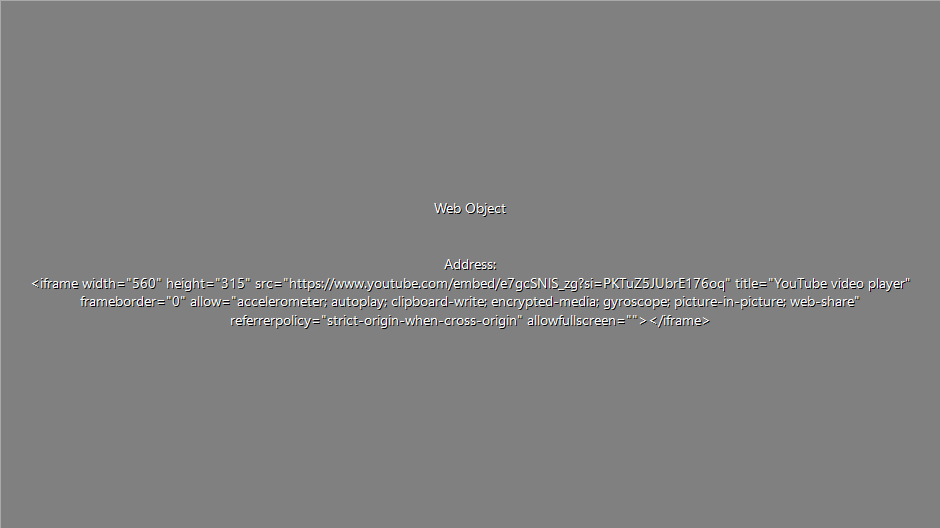 Web Object
Address:
<iframe width="560" height="315" src="https://www.youtube.com/embed/e7gcSNIS_zg?si=PKTuZ5JUbrE176oq" title="YouTube video player"
frameborder="0" allow="accelerometer; autoplay; clipboard-write; encrypted-media; gyroscope; picture-in-picture; web-share"
referrerpolicy="strict-origin-when-cross-origin" allowfullscreen=""></iframe>